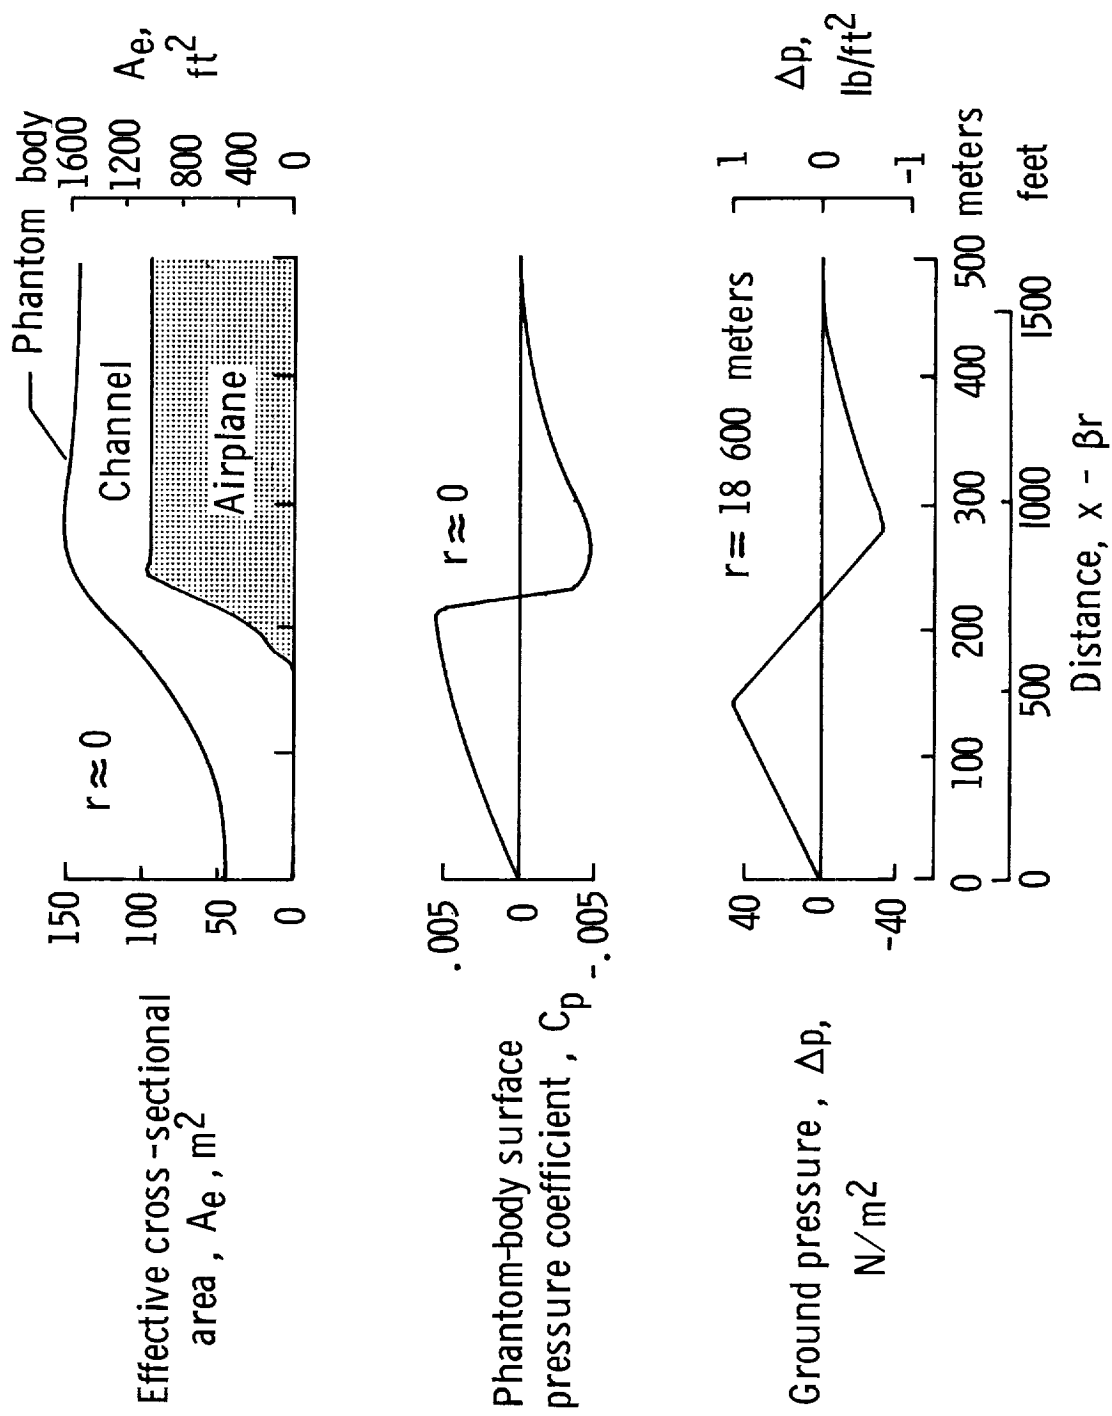 Phantom body
Effective cross-sectional
area , Ae , m2
150
100
50
0
r ≈ 0
Channel
Airplane
1600
1200
800
400
0
Ae,
ft2
Phantom-body surface
pressure coefficient , Cp
.005
0
-.005
r ≈ 0
Ground pressure , Δp,
N/m2
40
0
-40
r = 18 600 meters
1
0
-1
Δp,
lb/ft2
0 100 200 300 400 500 meters
0 500 1000 1500 feet
Distance, x - βr